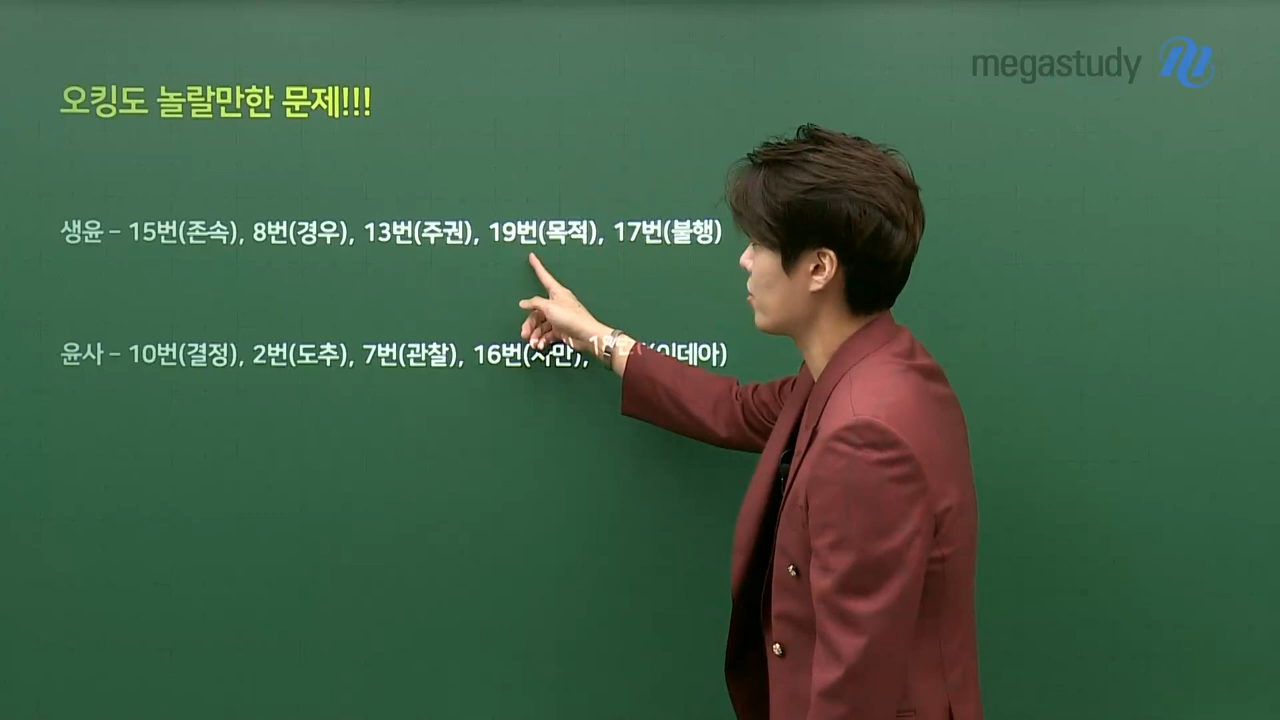 megastudy
오킹도 놀랄만한 문제!!!
생윤 – 15번(존속), 8번(경우), 13번(주권), 19번(목적), 17번(불행)
윤사 – 10번(결정), 2번(도추), 7번(관찰), 16번(사만),